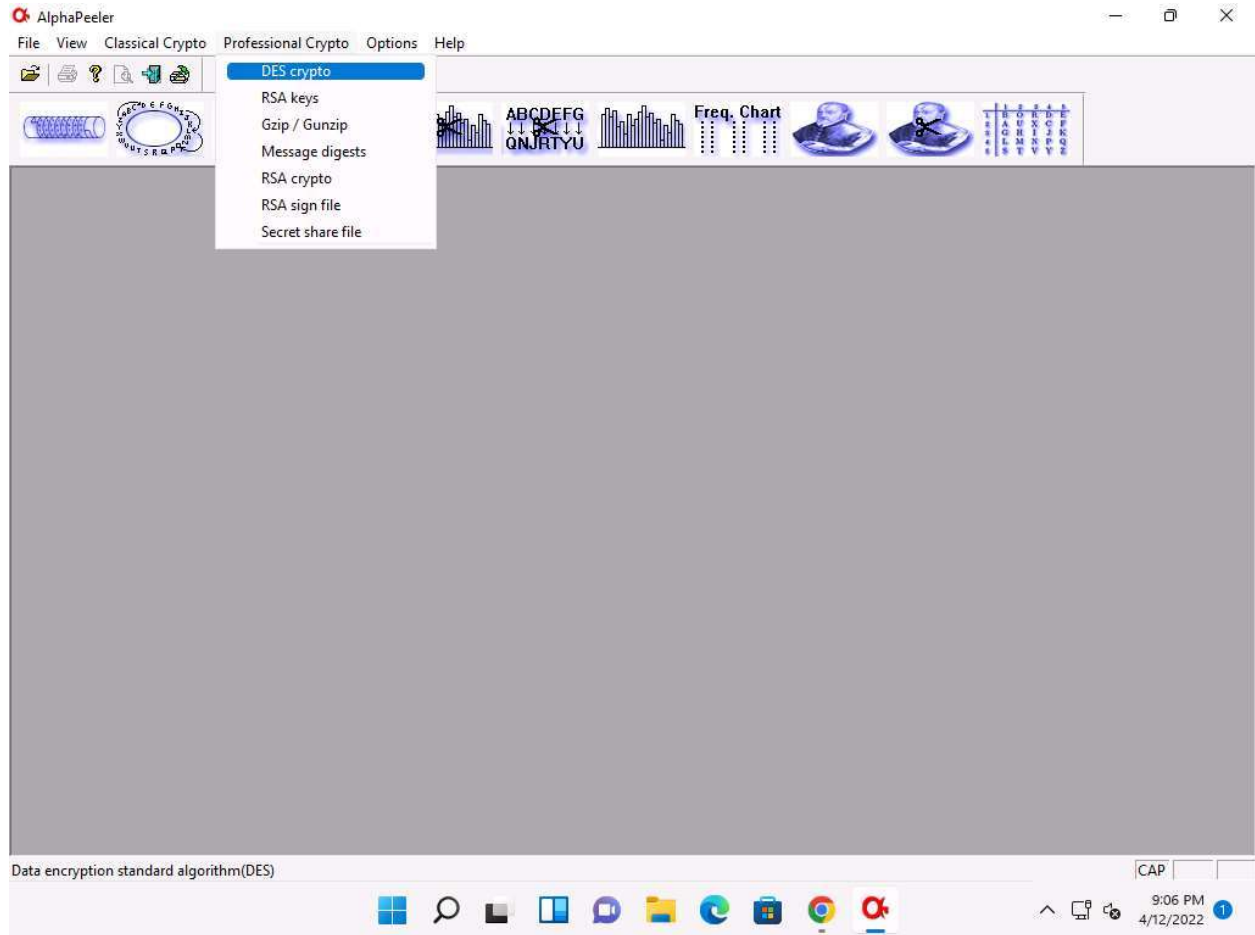 AlphaPeeler
File View Classical Crypto Professional Crypto Options Help
DES crypto
RSA keys
Gzip / Gunzip
Message digests
RSA crypto
RSA sign file
Secret share file
ABCDEFG
QNJRTYU
Freq. Chart
Data encryption standard algorithm(DES)
CAP
9:06 PM
4/12/2022
1